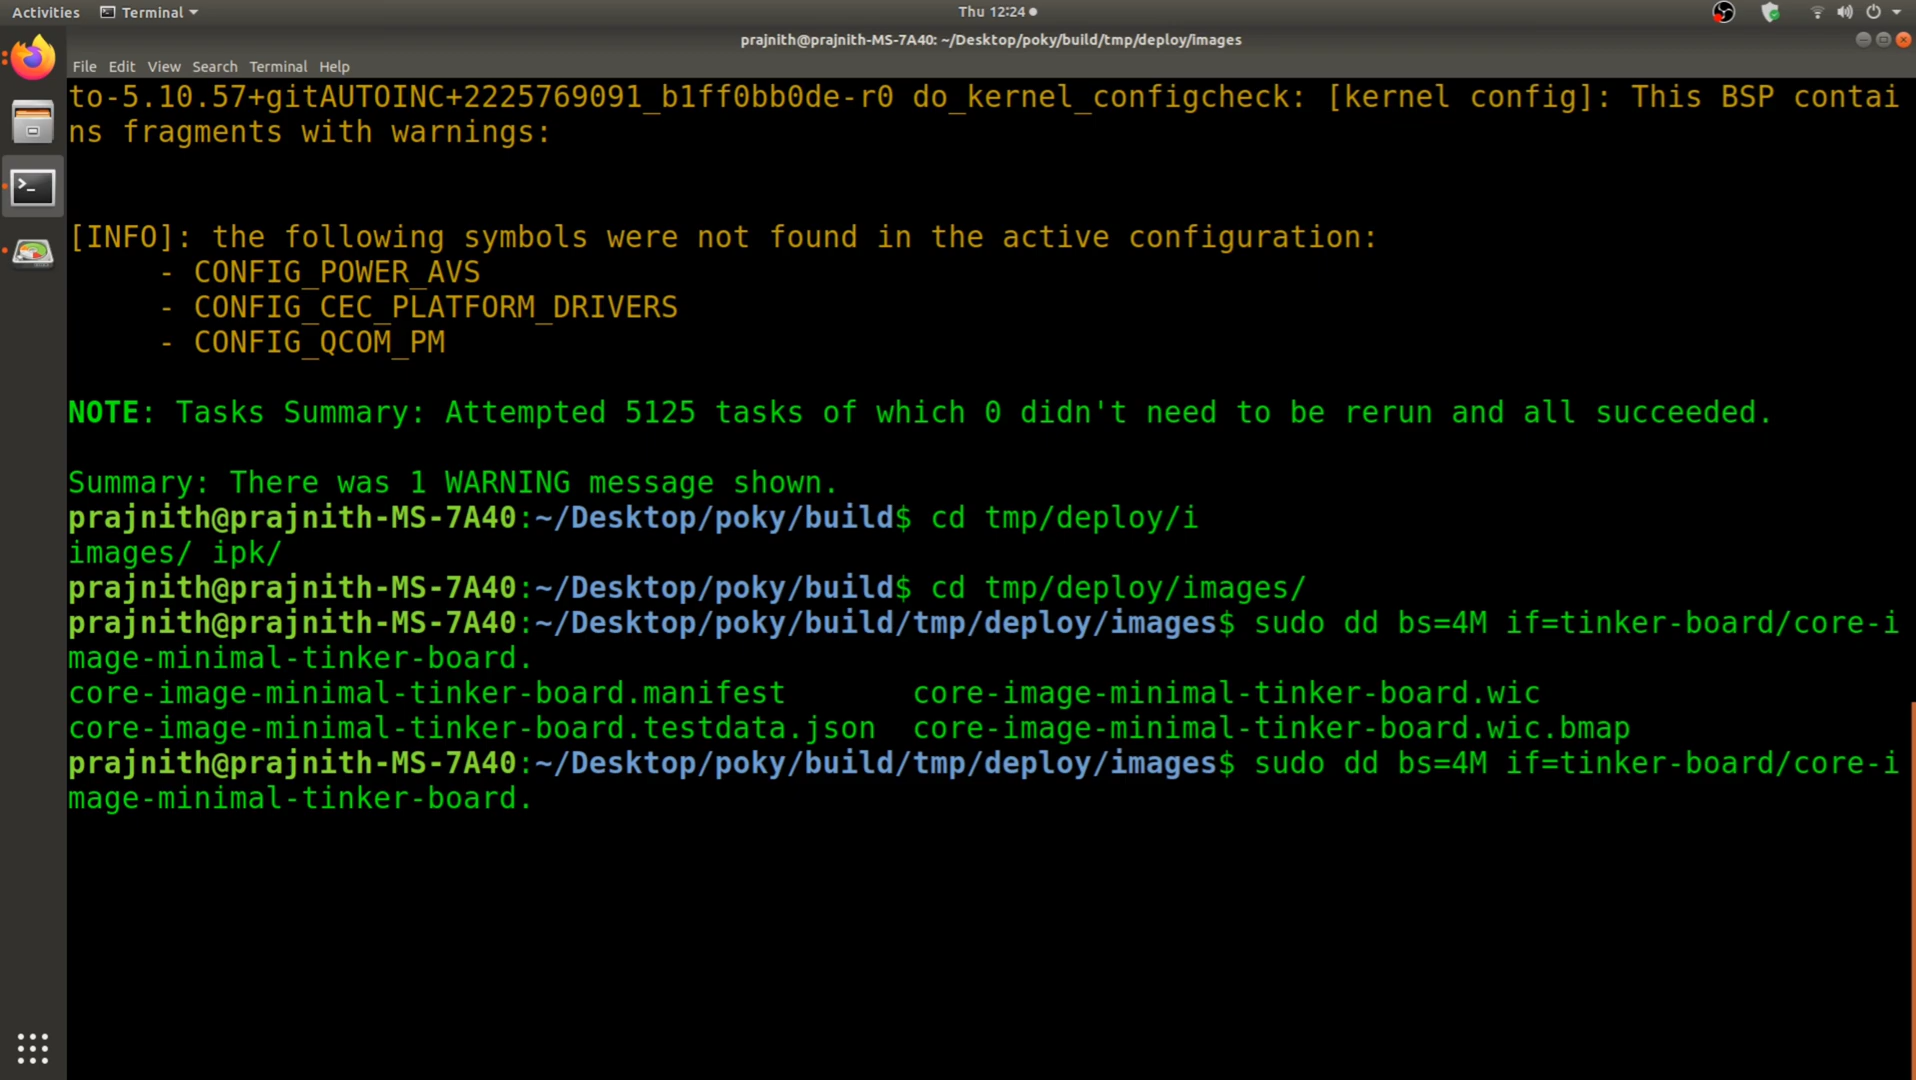 Activities Terminal Thu 12:24
prajnith@prajnith-MS-7A40: ~/Desktop/poky/build/tmp/deploy/images
File Edit View Search Terminal Help
to-5.10.57+gitAUTOINC+2225769091_b1ff0bb0de-r0 do_kernel_configcheck: [kernel config]: This BSP contai
ns fragments with warnings:
[INFO]: the following symbols were not found in the active configuration:
- CONFIG_POWER_AVS
- CONFIG_CEC_PLATFORM_DRIVERS
- CONFIG_QCOM_PM
NOTE: Tasks Summary: Attempted 5125 tasks of which 0 didn't need to be rerun and all succeeded.
Summary: There was 1 WARNING message shown.
prajnith@prajnith-MS-7A40:~/Desktop/poky/build$ cd tmp/deploy/i
images/ ipk/
prajnith@prajnith-MS-7A40:~/Desktop/poky/build$ cd tmp/deploy/images/
prajnith@prajnith-MS-7A40:~/Desktop/poky/build/tmp/deploy/images$ sudo dd bs=4M if=tinker-board/core-i
mage-minimal-tinker-board.
core-image-minimal-tinker-board.manifest core-image-minimal-tinker-board.wic
core-image-minimal-tinker-board.testdata.json core-image-minimal-tinker-board.wic.bmap
prajnith@prajnith-MS-7A40:~/Desktop/poky/build/tmp/deploy/images$ sudo dd bs=4M if=tinker-board/core-i
mage-minimal-tinker-board.